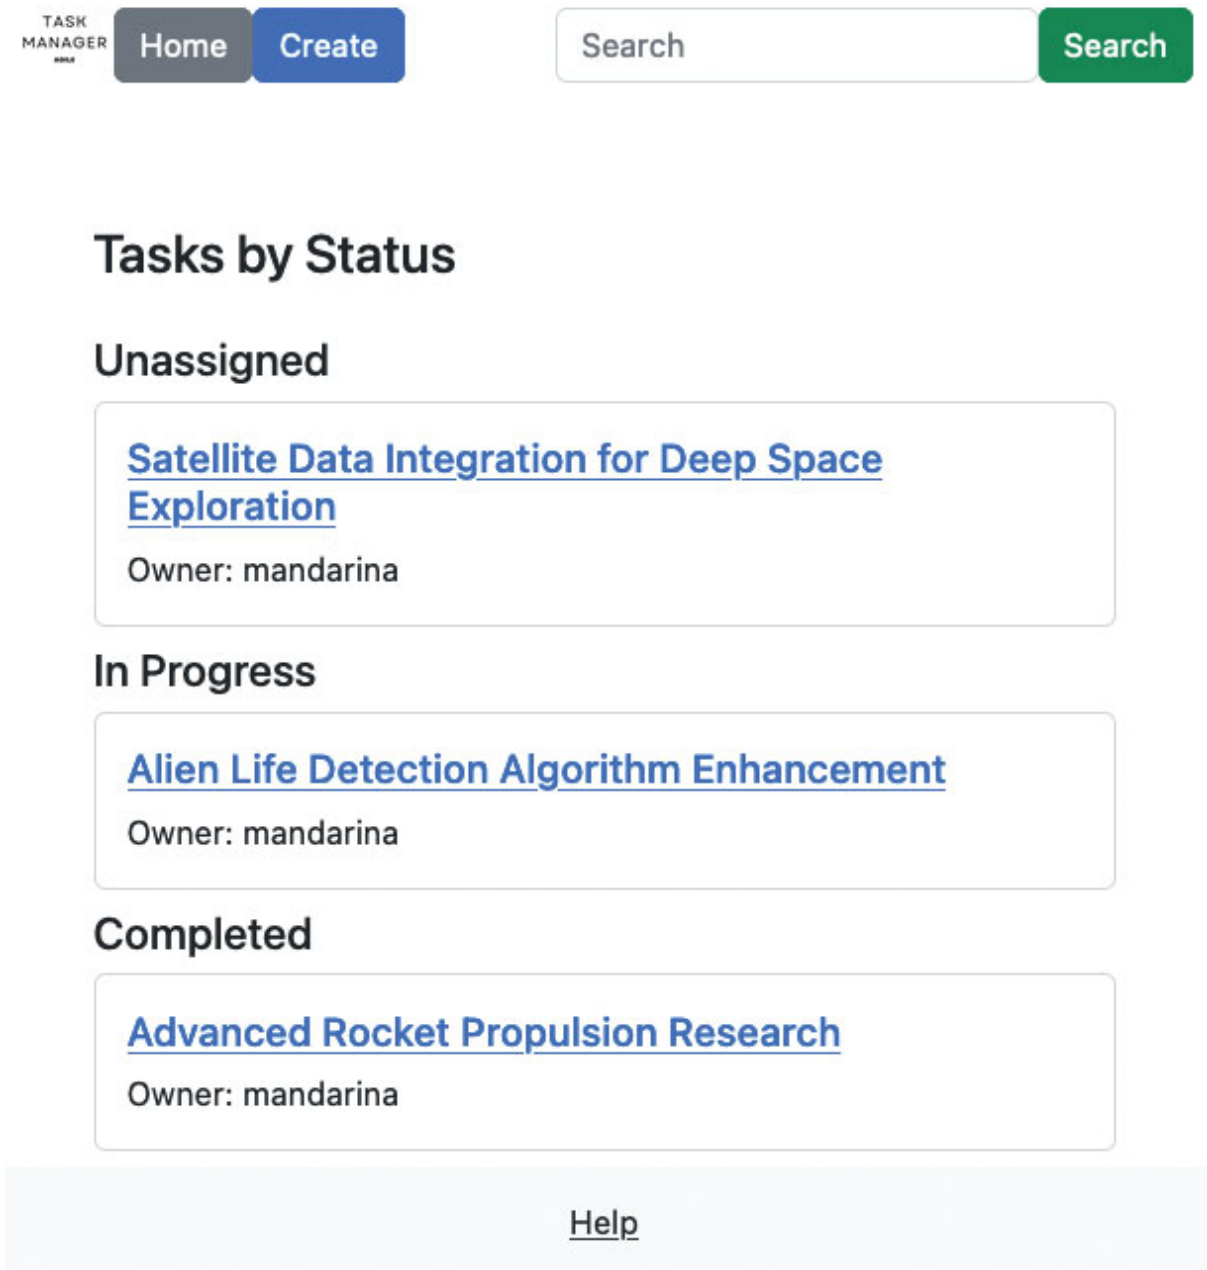 TASK
MANAGER
AGILE
Home Create Search Search
Tasks by Status
Unassigned
Satellite Data Integration for Deep Space
Exploration
Owner: mandarina
In Progress
Alien Life Detection Algorithm Enhancement
Owner: mandarina
Completed
Advanced Rocket Propulsion Research
Owner: mandarina
Help